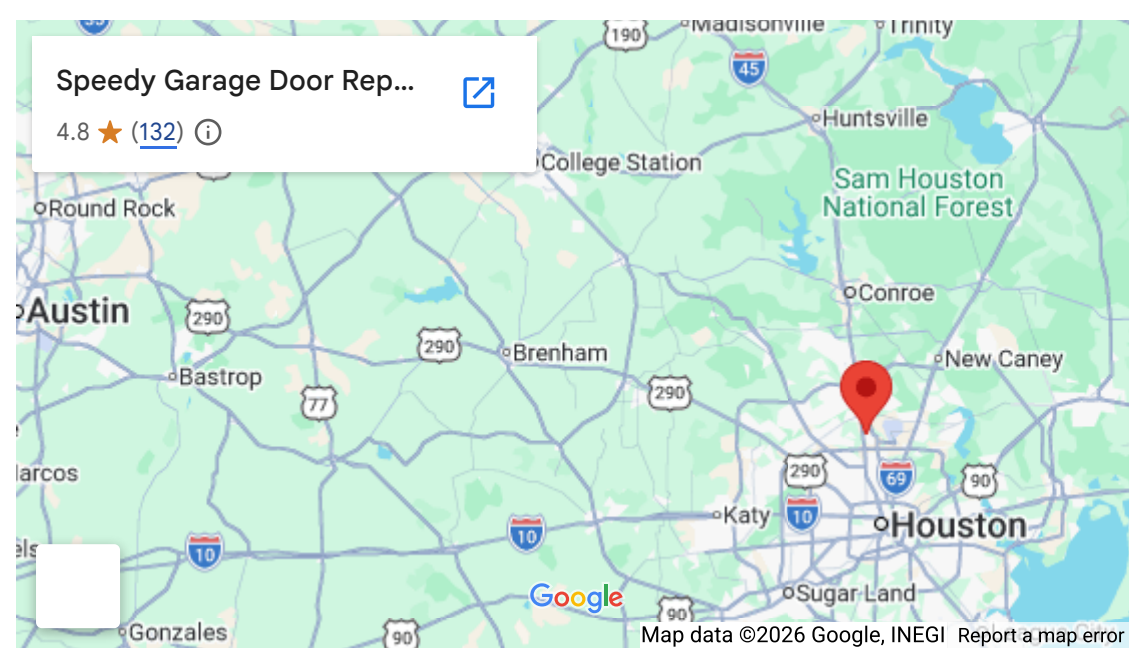 35
190
Madisonville
Trinity
45
Speedy Garage Door Rep...
4.8 ★ (132)
Huntsville
College Station
Sam Houston
National Forest
Round Rock
Conroe
Austin
290
290
Brenham
New Caney
Bastrop
290
77
arcos
290
69
90
Katy
10
Houston
10
10
els
Google
Sugar Land
90
Gonzales
90
Map data ©2026 Google, INEGI
Report a map error